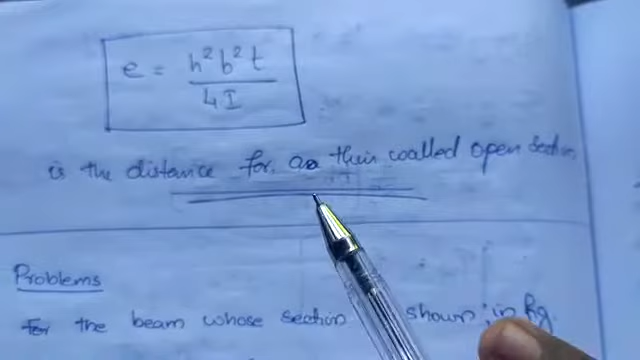 e = h²b²t / 4I
is the distance for a thin walled open section
Problems
for the beam whose section shown in fig.